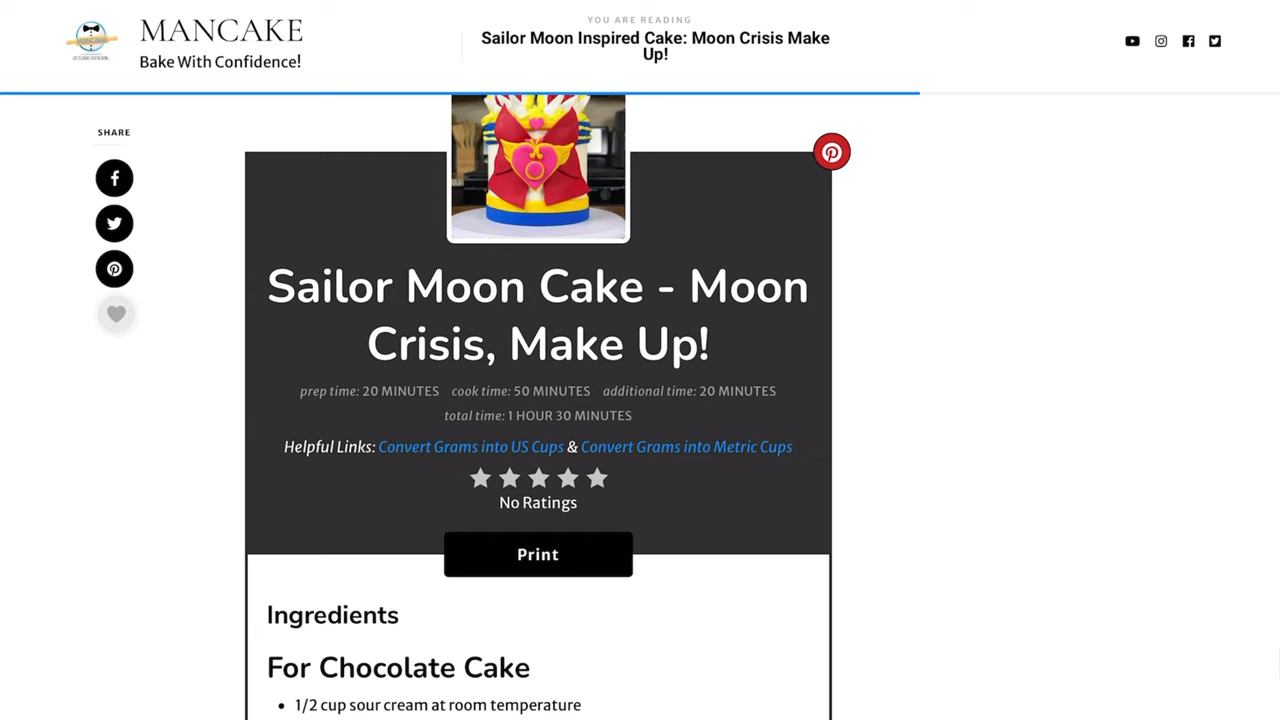 MANCAKE
Bake With Confidence!
YOU ARE READING
Sailor Moon Inspired Cake: Moon Crisis Make
Up!
SHARE
Sailor Moon Cake - Moon
Crisis, Make Up!
prep time: 20 MINUTES cook time: 50 MINUTES additional time: 20 MINUTES
total time: 1 HOUR 30 MINUTES
Helpful Links: Convert Grams into US Cups & Convert Grams into Metric Cups
No Ratings
Print
Ingredients
For Chocolate Cake
• 1/2 cup sour cream at room temperature